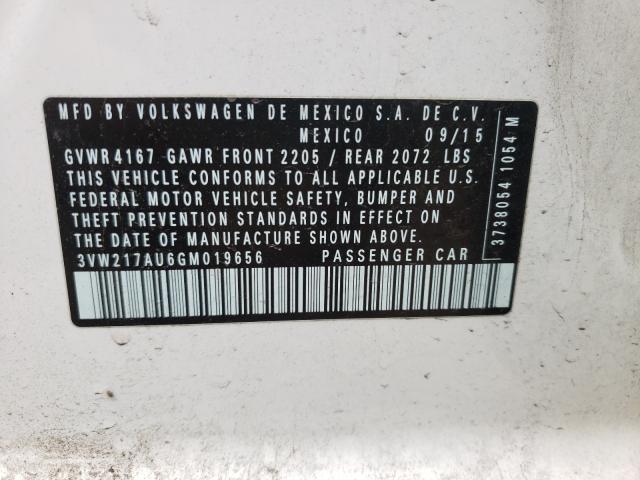 MFD BY VOLKSWAGEN DE MEXICO S.A. DE C.V.
MEXICO 09/15
GVWR 4167 GAWR FRONT 2205 / REAR 2072 LBS
THIS VEHICLE CONFORMS TO ALL APPLICABLE U.S.
FEDERAL MOTOR VEHICLE SAFETY, BUMPER AND
THEFT PREVENTION STANDARDS IN EFFECT ON
THE DATE OF MANUFACTURE SHOWN ABOVE.
3VW217AU6GM019656 PASSENGER CAR
3738054 1054 M